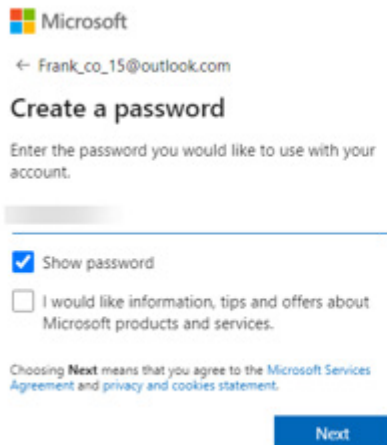 Microsoft
← Frank_co_15@outlook.com
Create a password
Enter the password you would like to use with your
account.
Show password
I would like information, tips and offers about
Microsoft products and services.
Choosing Next means that you agree to the Microsoft Services
Agreement and privacy and cookies statement.
Next